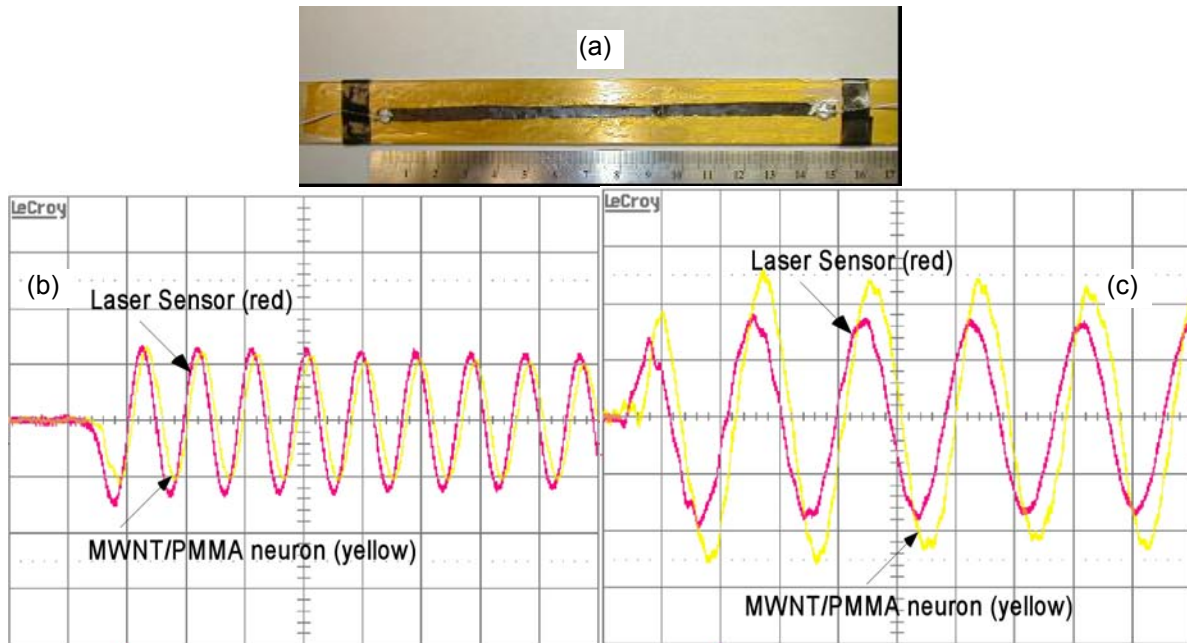 (a)
1 2 3 4 5 6 7 8 9 10 11 12 13 14 15 16 17
LeCroy
(b)
Laser Sensor (red)
MWNT/PMMA neuron (yellow)
LeCroy
Laser Sensor (red)
(c)
MWNT/PMMA neuron (yellow)